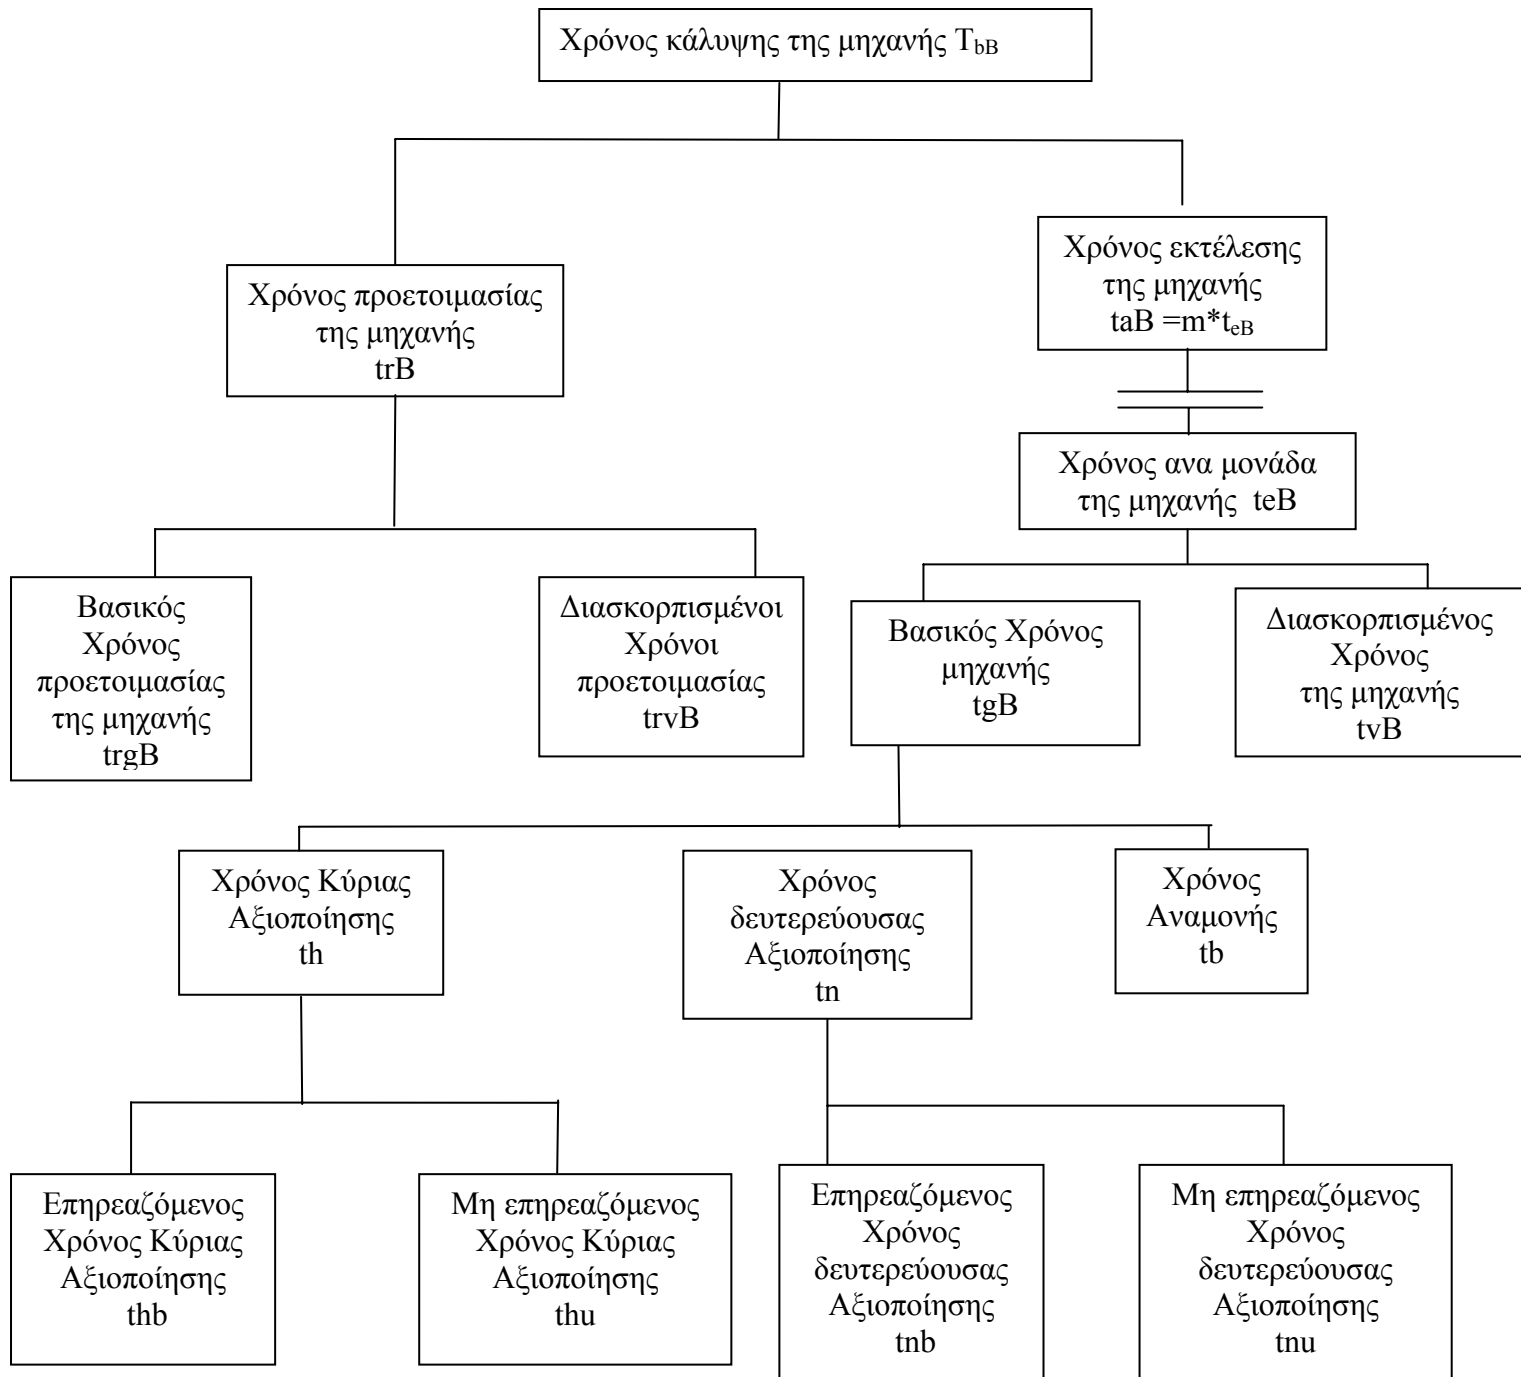 Χρόνος κάλυψης της μηχανής TbB
Χρόνος προετοιμασίας
της μηχανής
trB
Χρόνος εκτέλεσης
της μηχανής
taB =m*teB
Χρόνος ανα μονάδα
της μηχανής teB
Βασικός
Χρόνος
προετοιμασίας
της μηχανής
trgB
Διασκορπισμένοι
Χρόνοι
προετοιμασίας
trvB
Βασικός Χρόνος
μηχανής
tgB
Διασκορπισμένος
Χρόνος
της μηχανής
tvB
Χρόνος Κύριας
Αξιοποίησης
th
Χρόνος
δευτερεύουσας
Αξιοποίησης
tn
Χρόνος
Αναμονής
tb
Επηρεαζόμενος
Χρόνος Κύριας
Αξιοποίησης
thb
Μη επηρεαζόμενος
Χρόνος Κύριας
Αξιοποίησης
thu
Επηρεαζόμενος
Χρόνος
δευτερεύουσας
Αξιοποίησης
tnb
Μη επηρεαζόμενος
Χρόνος
δευτερεύουσας
Αξιοποίησης
tnu